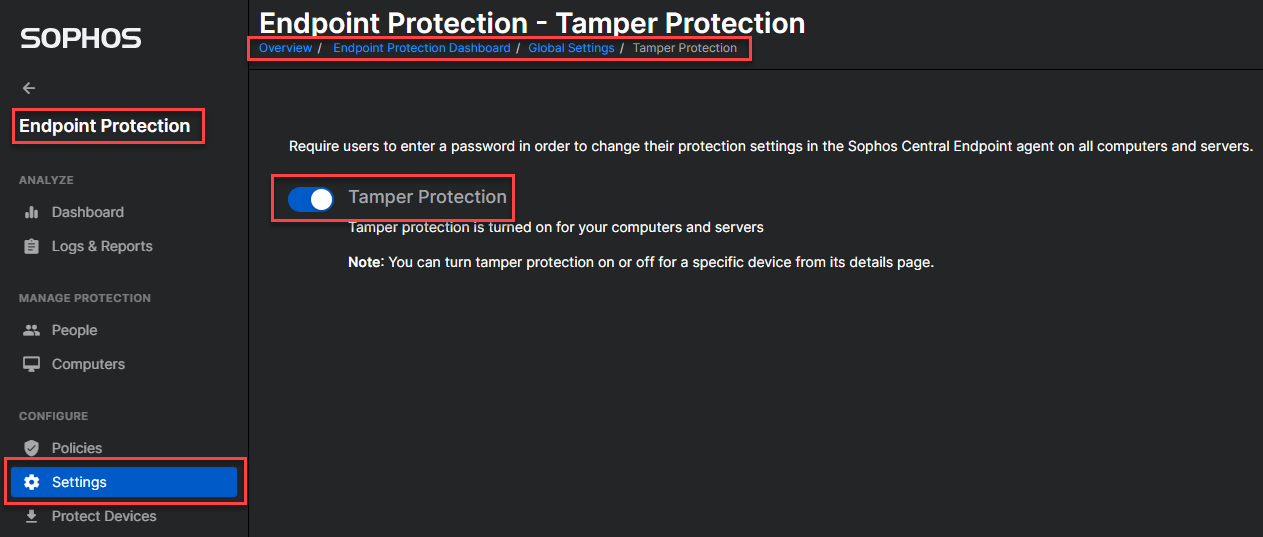 SOPHOS
Endpoint Protection
ANALYZE
Dashboard
Logs & Reports
MANAGE PROTECTION
People
Computers
CONFIGURE
Policies
Settings
Protect Devices
Endpoint Protection - Tamper Protection
Overview / Endpoint Protection Dashboard / Global Settings / Tamper Protection
Require users to enter a password in order to change their protection settings in the Sophos Central Endpoint agent on all computers and servers.
Tamper Protection
Tamper protection is turned on for your computers and servers
Note: You can turn tamper protection on or off for a specific device from its details page.